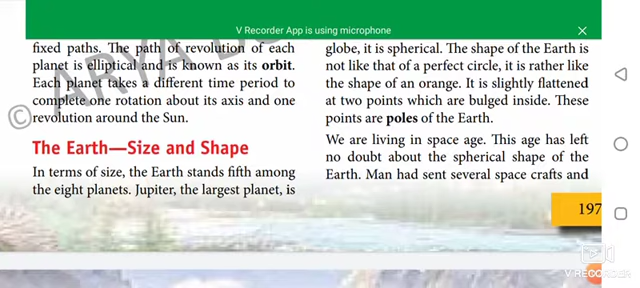 V Recorder App is using microphone
fixed paths. The path of revolution of each
planet is elliptical and is known as its orbit.
Each planet takes a different time period to
complete one rotation about its axis and one
revolution around the Sun.
The Earth—Size and Shape
In terms of size, the Earth stands fifth among
the eight planets. Jupiter, the largest planet, is
globe, it is spherical. The shape of the Earth is
not like that of a perfect circle, it is rather like
the shape of an orange. It is slightly flattened
at two points which are bulged inside. These
points are poles of the Earth.
We are living in space age. This age has left
no doubt about the spherical shape of the
Earth. Man had sent several space crafts and
197
© ARYA
V RECORDER